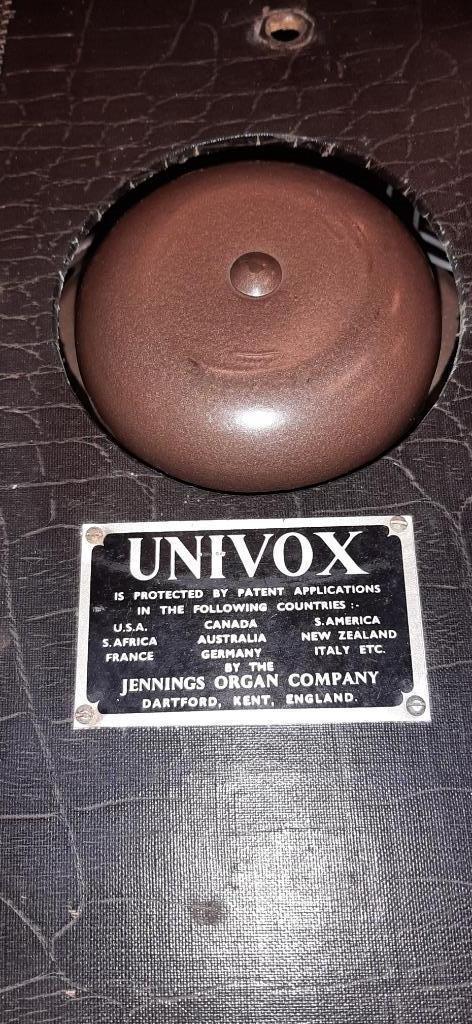 UNIVOX
IS PROTECTED BY PATENT APPLICATIONS
IN THE FOLLOWING COUNTRIES :-
U.S.A. CANADA S.AMERICA
S.AFRICA AUSTRALIA NEW ZEALAND
FRANCE GERMANY ITALY ETC.
BY THE
JENNINGS ORGAN COMPANY
DARTFORD, KENT, ENGLAND.